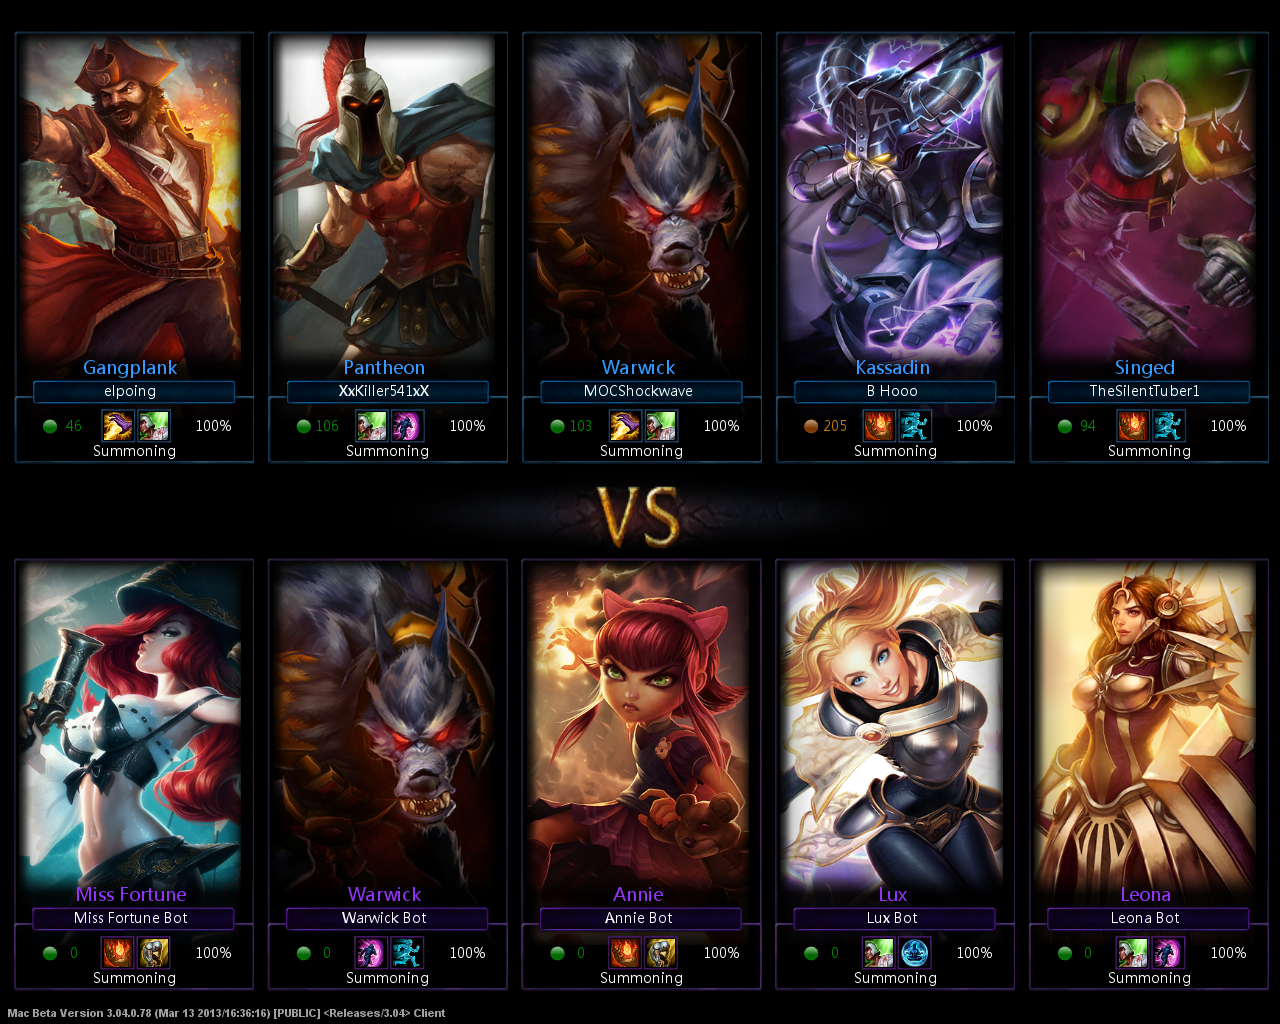 Gangplank
elpoing
46 100%
Summoning
Pantheon
XxKiller541xX
106 100%
Summoning
Warwick
MOCShockwave
103 100%
Summoning
Kassadin
B Hooo
205 100%
Summoning
Singed
TheSilentTuber1
94 100%
Summoning
VS
Miss Fortune
Miss Fortune Bot
0 100%
Summoning
Warwick
Warwick Bot
0 100%
Summoning
Annie
Annie Bot
0 100%
Summoning
Lux
Lux Bot
0 100%
Summoning
Leona
Leona Bot
0 100%
Summoning
Mac Beta Version 3.04.0.78 (Mar 13 2013/16:36:16) [PUBLIC] <Releases/3.04> Client